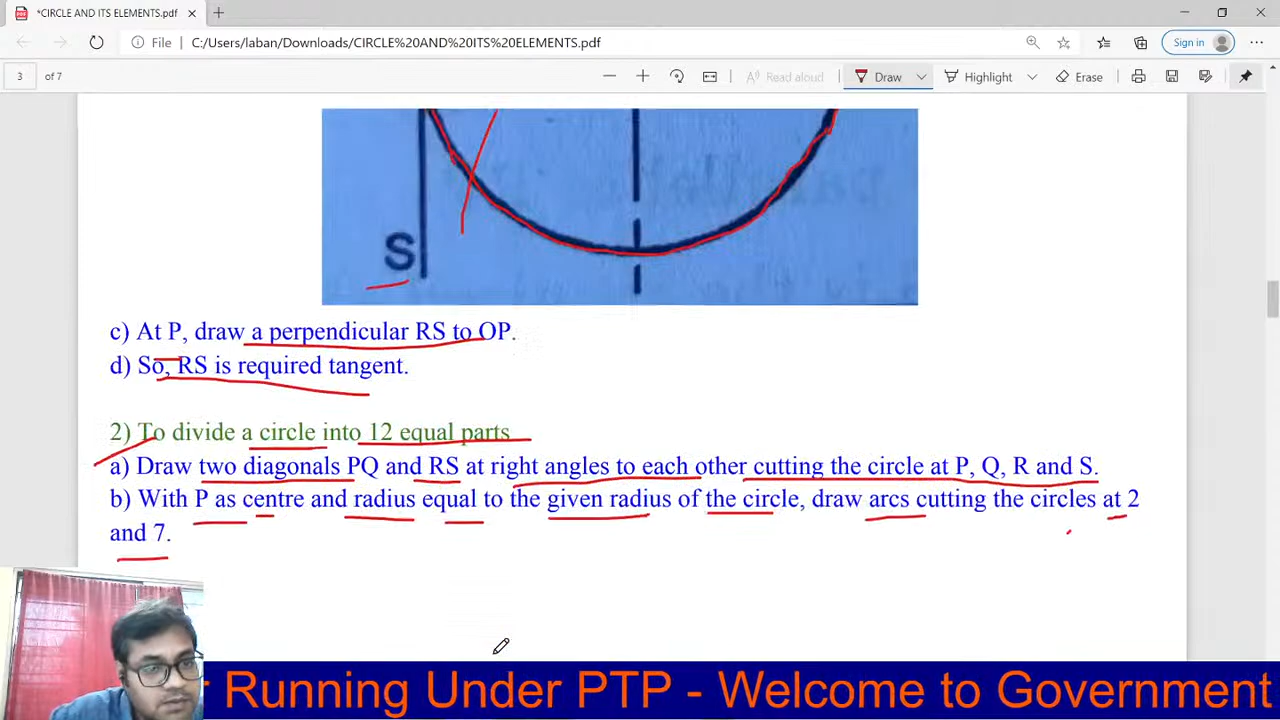 *CIRCLE AND ITS ELEMENTS.pdf
File C:/Users/laban/Downloads/CIRCLE%20AND%20ITS%20ELEMENTS.pdf
Sign in
3 of 7
Read aloud Draw Highlight Erase
S
c) At P, draw a perpendicular RS to OP.
d) So, RS is required tangent.
2) To divide a circle into 12 equal parts
a) Draw two diagonals PQ and RS at right angles to each other cutting the circle at P, Q, R and S.
b) With P as centre and radius equal to the given radius of the circle, draw arcs cutting the circles at 2
and 7.
r Running Under PTP - Welcome to Government